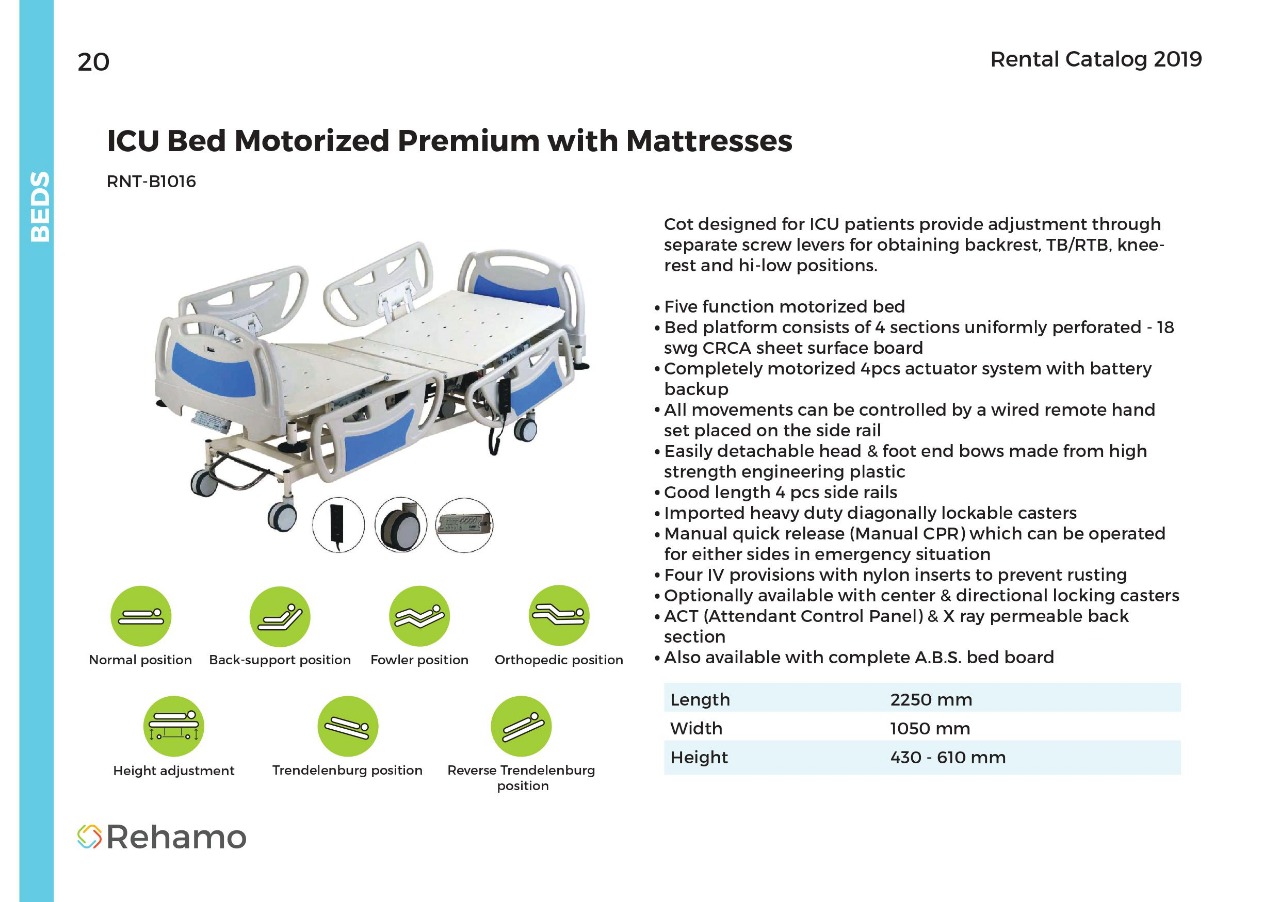 20
Rental Catalog 2019
BEDS
ICU Bed Motorized Premium with Mattresses
RNT-B1016
Cot designed for ICU patients provide adjustment through
separate screw levers for obtaining backrest, TB/RTB, knee-
rest and hi-low positions.
• Five function motorized bed
• Bed platform consists of 4 sections uniformly perforated - 18
swg CRCA sheet surface board
• Completely motorized 4pcs actuator system with battery
backup
• All movements can be controlled by a wired remote hand
set placed on the side rail
• Easily detachable head & foot end bows made from high
strength engineering plastic
• Good length 4 pcs side rails
• Imported heavy duty diagonally lockable casters
• Manual quick release (Manual CPR) which can be operated
for either sides in emergency situation
• Four IV provisions with nylon inserts to prevent rusting
• Optionally available with center & directional locking casters
• ACT (Attendant Control Panel) & X ray permeable back
section
• Also available with complete A.B.S. bed board
Normal position
Back-support position
Fowler position
Orthopedic position
Height adjustment
Trendelenburg position
Reverse Trendelenburg
position
Length 2250 mm
Width 1050 mm
Height 430 - 610 mm
Rehamo